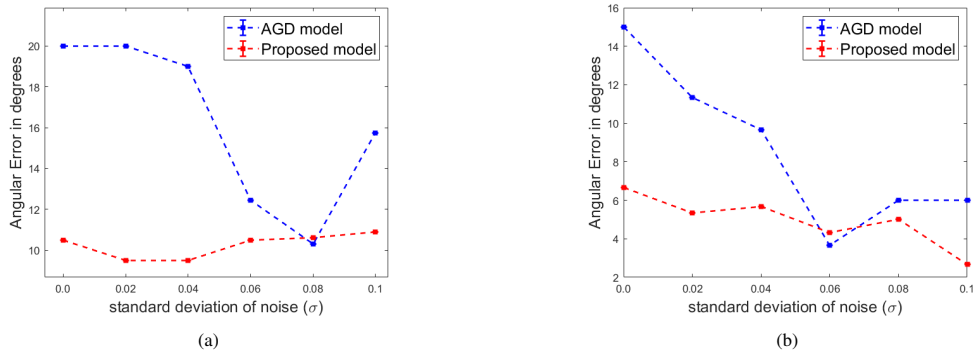 AGD model
Proposed model
20
18
16
14
12
10
Angular Error in degrees
0.0 0.02 0.04 0.06 0.08 0.1
standard deviation of noise (σ)
(a)
AGD model
Proposed model
16
14
12
10
8
6
4
2
Angular Error in degrees
0.0 0.02 0.04 0.06 0.08 0.1
standard deviation of noise (σ)
(b)